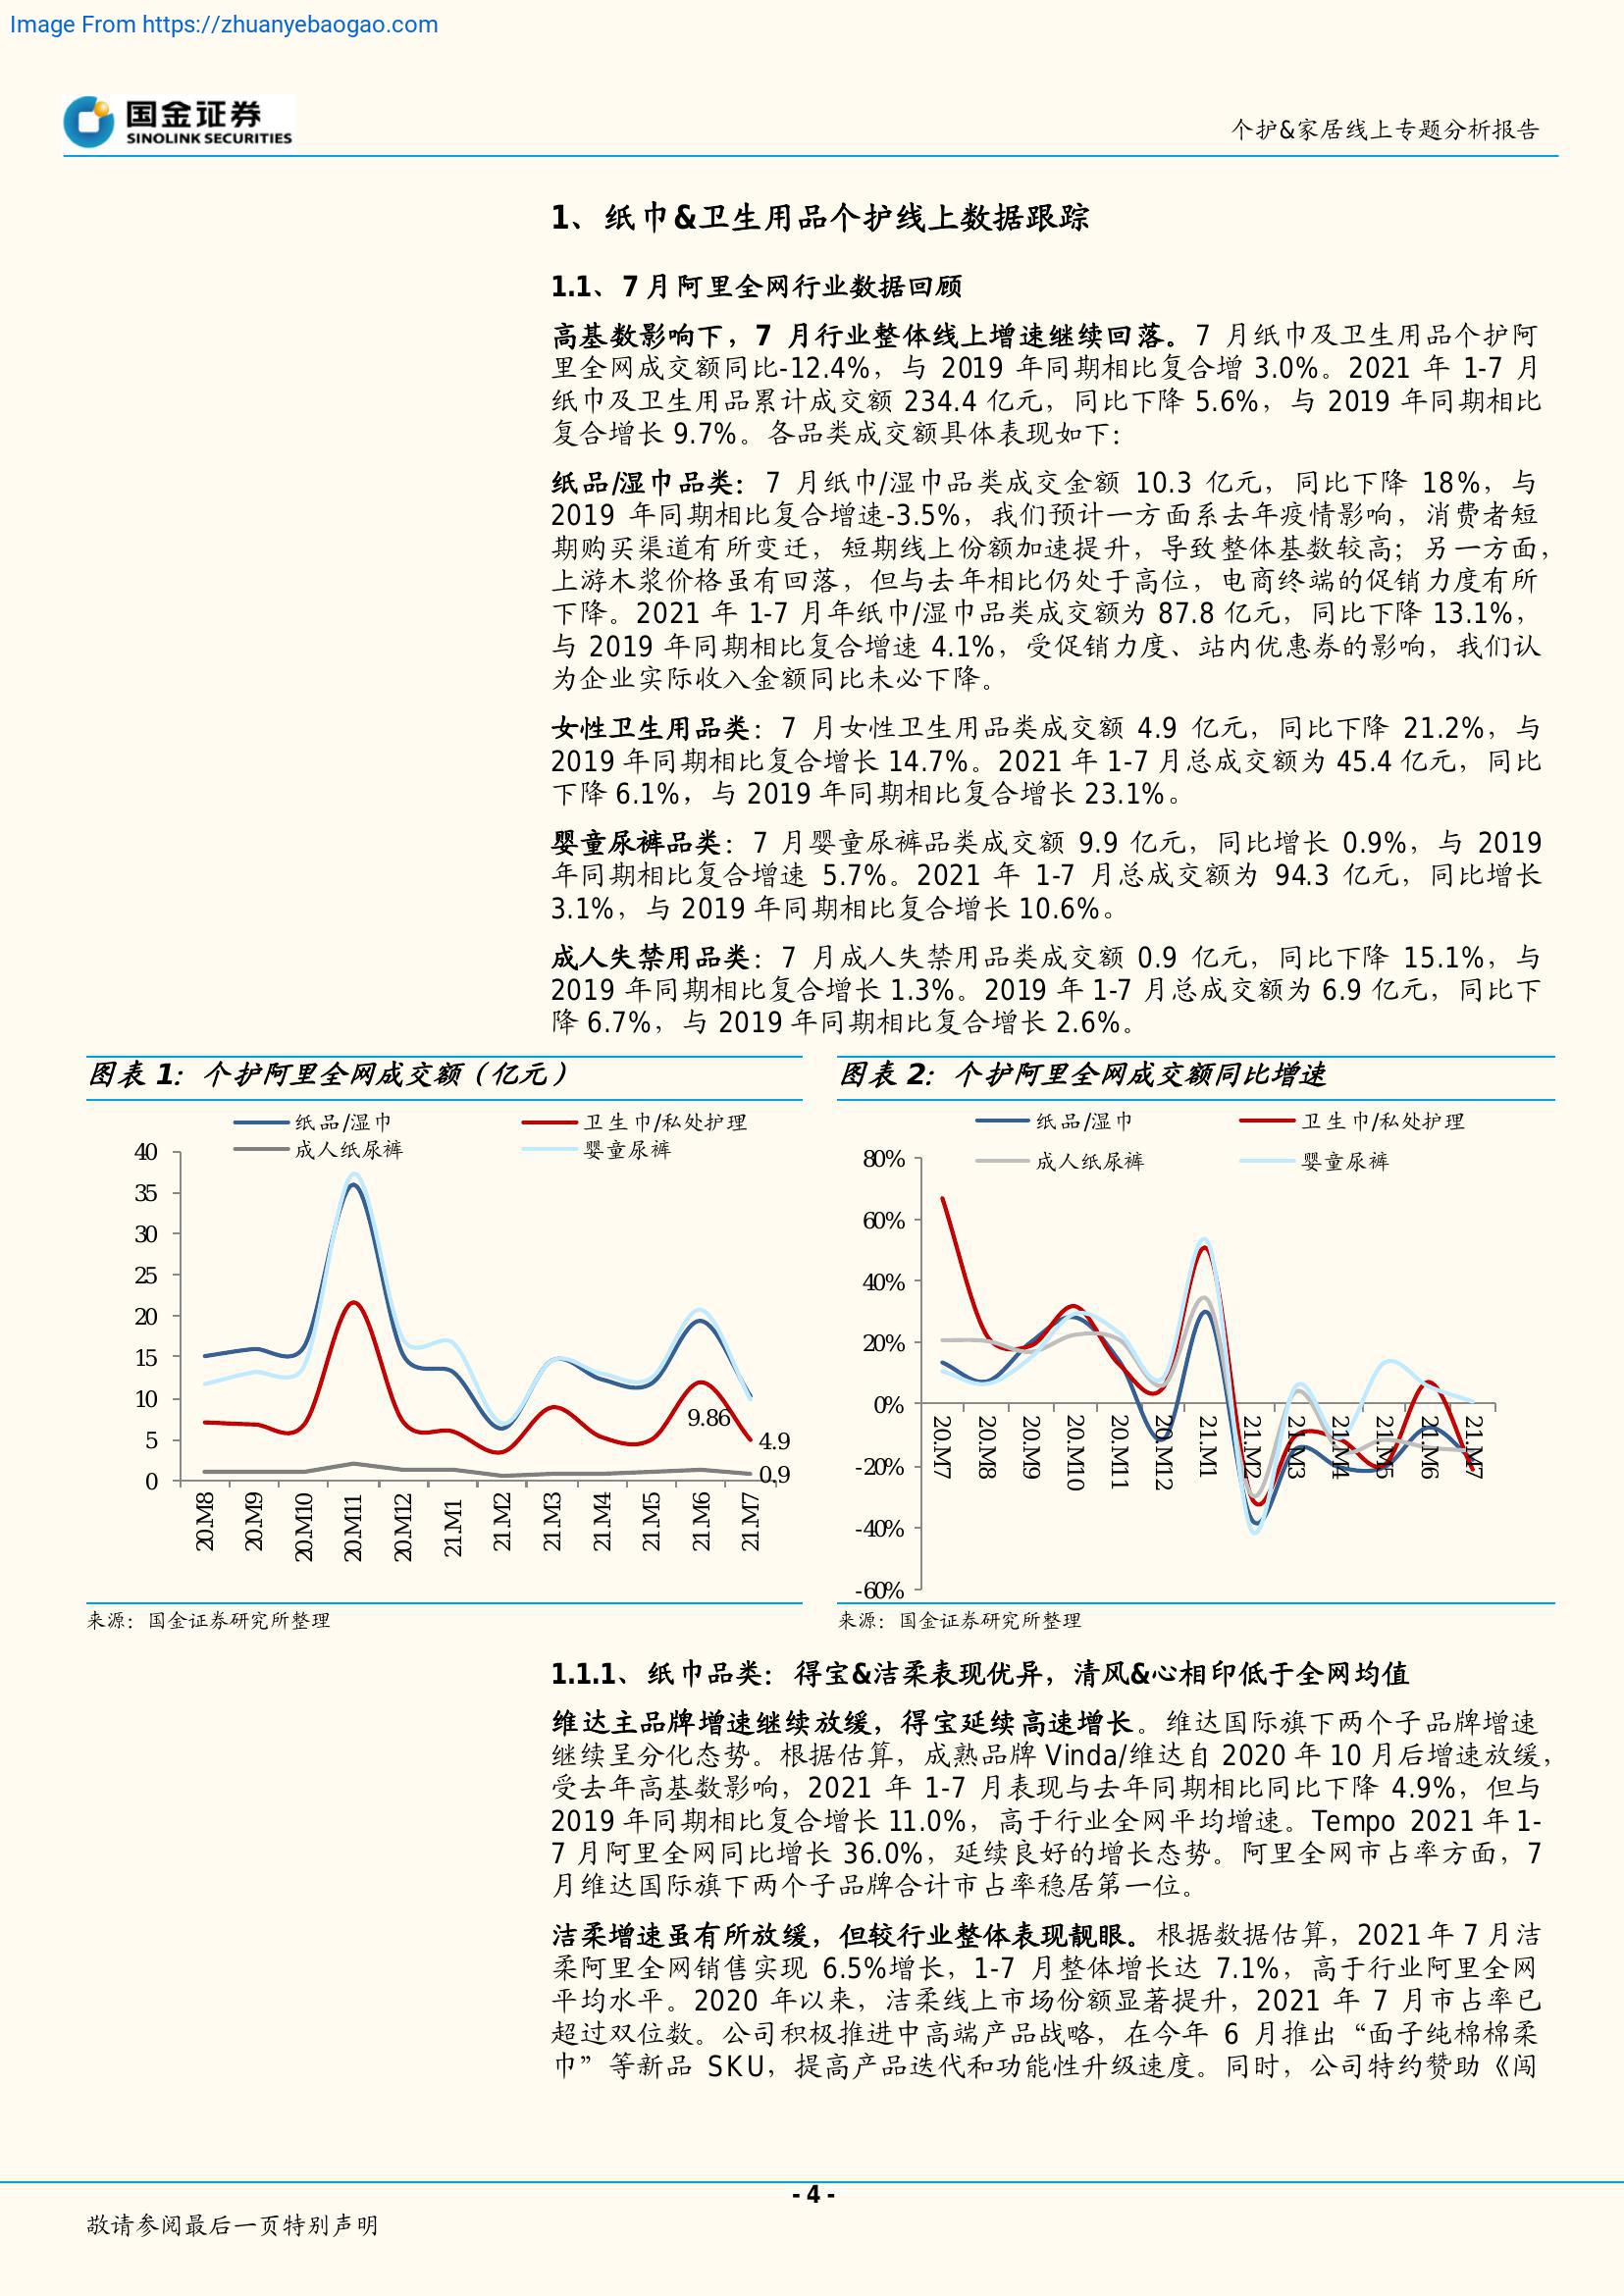 Image From https://zhuanyebaogao.com
国金证券
SINOLINK SECURITIES
个护&家居线上专题分析报告
1、纸巾&卫生用品个护线上数据跟踪
1.1、7 月阿里全网行业数据回顾
高基数影响下，7 月行业整体线上增速继续回落。7 月纸巾及卫生用品个护阿
里全网成交额同比-12.4%，与 2019 年同期相比复合增 3.0%。2021 年 1-7 月
纸巾及卫生用品累计成交额 234.4 亿元，同比下降 5.6%，与 2019 年同期相比
复合增长 9.7%。各品类成交额具体表现如下：
纸品/湿巾品类：7 月纸巾/湿巾品类成交金额 10.3 亿元，同比下降 18%，与
2019 年同期相比复合增速-3.5%，我们预计一方面系去年疫情影响，消费者短
期购买渠道有所变迁，短期线上份额加速提升，导致整体基数较高；另一方面，
上游木浆价格虽有回落，但与去年相比仍处于高位，电商终端的促销力度有所
下降。2021 年 1-7 月年纸巾/湿巾品类成交额为 87.8 亿元，同比下降 13.1%，
与 2019 年同期相比复合增速 4.1%，受促销力度、站内优惠券的影响，我们认
为企业实际收入金额同比未必下降。
女性卫生用品类：7 月女性卫生用品类成交额 4.9 亿元，同比下降 21.2%，与
2019 年同期相比复合增长 14.7%。2021 年 1-7 月总成交额为 45.4 亿元，同比
下降 6.1%，与 2019 年同期相比复合增长 23.1%。
婴童尿裤品类：7 月婴童尿裤品类成交额 9.9 亿元，同比增长 0.9%，与 2019
年同期相比复合增速 5.7%。2021 年 1-7 月总成交额为 94.3 亿元，同比增长
3.1%，与 2019 年同期相比复合增长 10.6%。
成人失禁用品类：7 月成人失禁用品类成交额 0.9 亿元，同比下降 15.1%，与
2019 年同期相比复合增长 1.3%。2019 年 1-7 月总成交额为 6.9 亿元，同比下
降 6.7%，与 2019 年同期相比复合增长 2.6%。
图表 1：个护阿里全网成交额（亿元）
纸品/湿巾
卫生巾/私处护理
成人纸尿裤
婴童尿裤
40
35
30
25
20
15
10
5
0
9.86
4.9
0.9
20.M8
20.M9
20.M10
20.M11
20.M12
21.M1
21.M2
21.M3
21.M4
21.M5
21.M6
21.M7
来源：国金证券研究所整理
图表 2：个护阿里全网成交额同比增速
纸品/湿巾
卫生巾/私处护理
成人纸尿裤
婴童尿裤
80%
60%
40%
20%
0%
-20%
-40%
-60%
20.M7
20.M8
20.M9
20.M10
20.M11
20.M12
21.M1
21.M2
21.M3
21.M4
21.M5
21.M6
21.M7
来源：国金证券研究所整理
1.1.1、纸巾品类：得宝&洁柔表现优异，清风&心相印低于全网均值
维达主品牌增速继续放缓，得宝延续高速增长。维达国际旗下两个子品牌增速
继续呈分化态势。根据估算，成熟品牌 Vinda/维达自 2020 年 10 月后增速放缓，
受去年高基数影响，2021 年 1-7 月表现与去年同期相比同比下降 4.9%，但与
2019 年同期相比复合增长 11.0%，高于行业全网平均增速。Tempo 2021 年 1-
7 月阿里全网同比增长 36.0%，延续良好的增长态势。阿里全网市占率方面，7
月维达国际旗下两个子品牌合计市占率稳居第一位。
洁柔增速虽有所放缓，但较行业整体表现靓眼。根据数据估算，2021 年 7 月洁
柔阿里全网销售实现 6.5%增长，1-7 月整体增长达 7.1%，高于行业阿里全网
平均水平。2020 年以来，洁柔线上市场份额显著提升，2021 年 7 月市占率已
超过双位数。公司积极推进中高端产品战略，在今年 6 月推出“面子纯棉棉柔
巾”等新品 SKU，提高产品迭代和功能性升级速度。同时，公司特约赞助《闯
- 4 -
敬请参阅最后一页特别声明